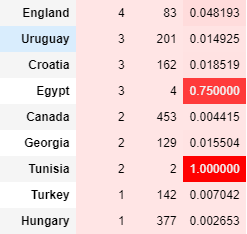 England 4 83 0.048193
Uruguay 3 201 0.014925
Croatia 3 162 0.018519
Egypt 3 4 0.750000
Canada 2 453 0.004415
Georgia 2 129 0.015504
Tunisia 2 2 1.000000
Turkey 1 142 0.007042
Hungary 1 377 0.002653